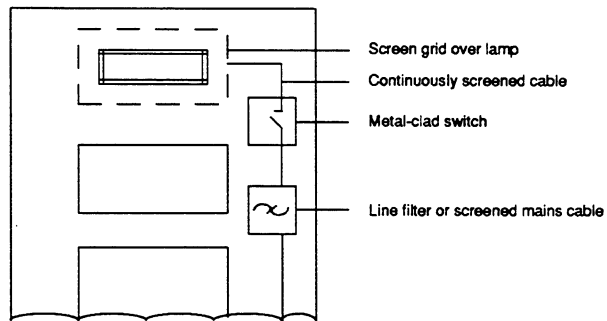 Screen grid over lamp
Continuously screened cable
Metal-clad switch
Line filter or screened mains cable